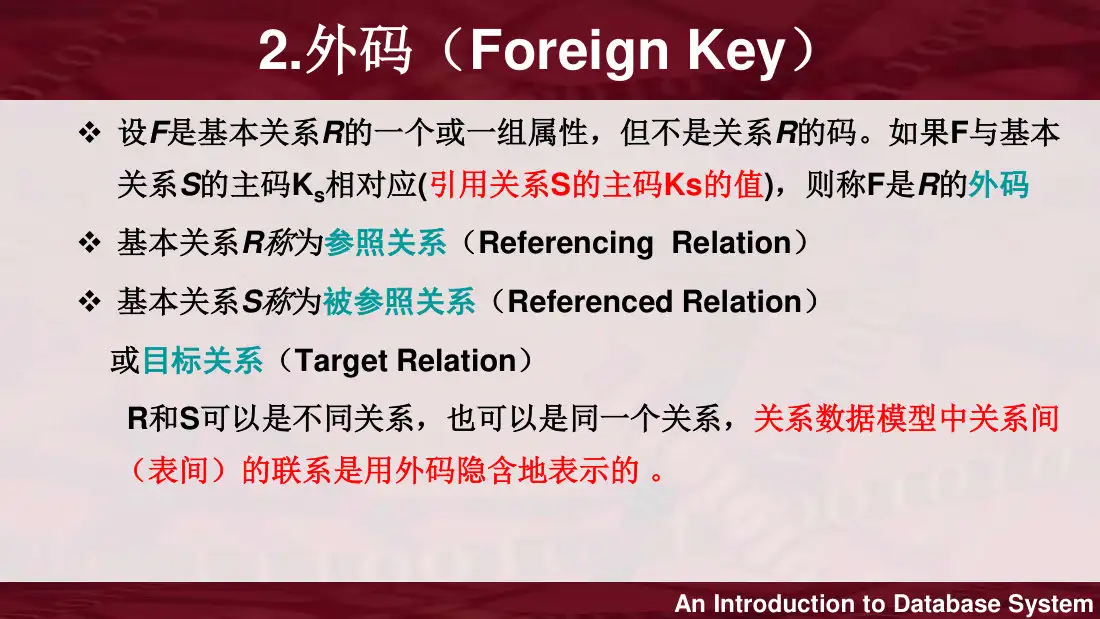 2.外码（Foreign Key）
❖ 设F是基本关系R的一个或一组属性，但不是关系R的码。如果F与基本
关系S的主码Ks相对应(引用关系S的主码Ks的值)，则称F是R的外码
❖ 基本关系R称为参照关系（Referencing Relation）
❖ 基本关系S称为被参照关系（Referenced Relation）
或目标关系（Target Relation）
R和S可以是不同关系，也可以是同一个关系，关系数据模型中关系间
（表间）的联系是用外码隐含地表示的 。
An Introduction to Database System